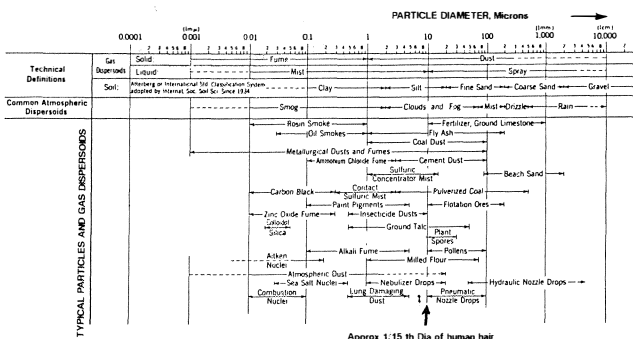 PARTICLE DIAMETER, Microns
(1mμ) (1mm) (1cm)
0.0001 0.001 0.01 0.1 1 10 100 1,000 10,000
Technical Definitions
Gas Dispersoids
Solid: Fume Dust
Liquid: Mist Spray
Soil: Atterberg or International Std. Classification System adopted by Internat. Soc. Soil Sci. Since 1934 Clay Silt Fine Sand Coarse Sand Gravel
Common Atmospheric Dispersoids
Smog Clouds and Fog Mist Drizzle Rain
TYPICAL PARTICLES AND GAS DISPERSOIDS
Rosin Smoke Fertilizer, Ground Limestone
Oil Smokes Fly Ash
Coal Dust
Metallurgical Dusts and Fumes
Ammonium Chloride Fume Cement Dust
Sulfuric Concentrator Mist Beach Sand
Carbon Black Contact Sulfuric Mist Pulverized Coal
Paint Pigments Flotation Ores
Zinc Oxide Fume Insecticide Dusts
Colloidal Silica Ground Talc
Plant Spores
Alkali Fume Pollens
Aitken Nuclei Milled Flour
Atmospheric Dust
Sea Salt Nuclei Nebulizer Drops Hydraulic Nozzle Drops
Combustion Nuclei Lung Damaging Dust Pneumatic Nozzle Drops
Approx 1/15 th Dia of human hair